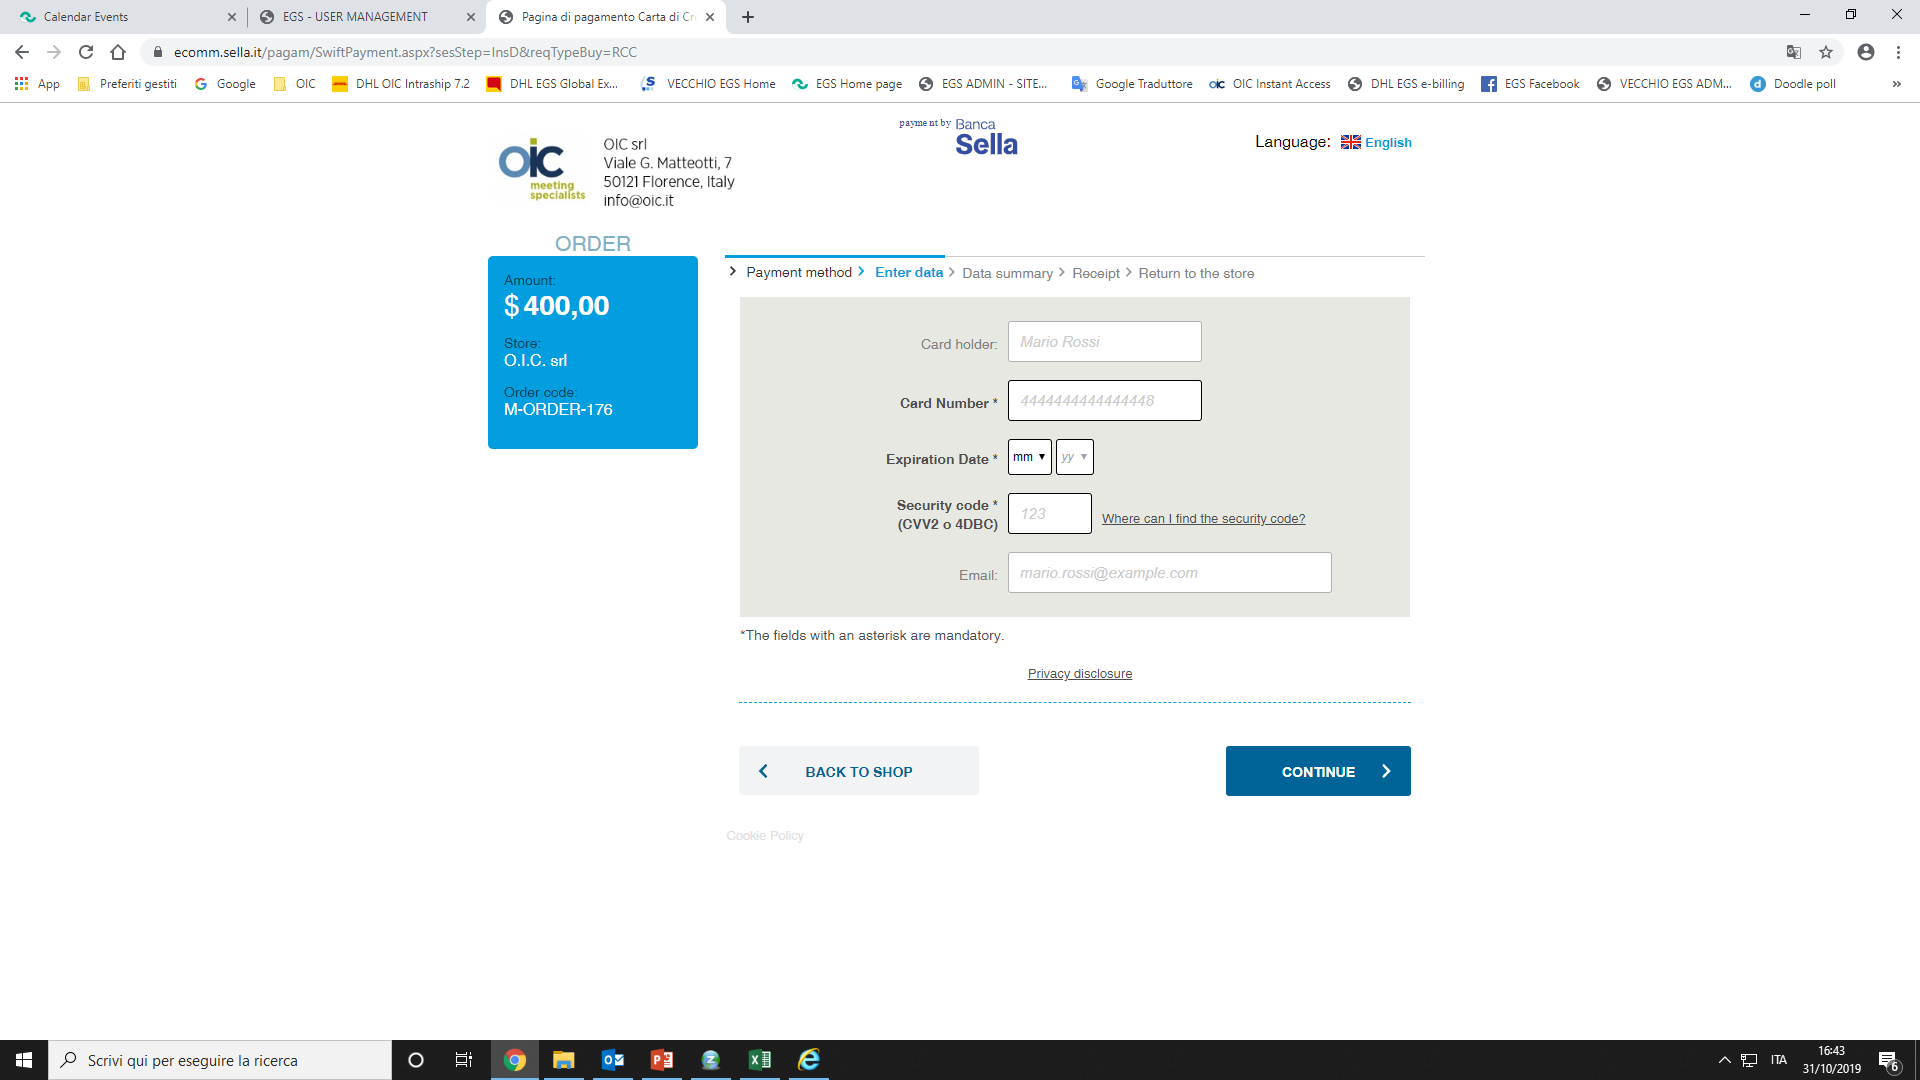 Calendar Events
EGS - USER MANAGEMENT
Pagina di pagamento Carta di Cr
ecomm.sella.it/pagam/SwiftPayment.aspx?sesStep=InsD&reqTypeBuy=RCC
App
Preferiti gestiti
Google
OIC
DHL OIC Intraship 7.2
DHL EGS Global Ex...
VECCHIO EGS Home
EGS Home page
EGS ADMIN - SITE...
Google Traduttore
OIC Instant Access
DHL EGS e-billing
EGS Facebook
VECCHIO EGS ADM...
Doodle poll
oic
meeting
specialists
OIC srl
Viale G. Matteotti, 7
50121 Florence, Italy
info@oic.it
payment by Banca
Sella
Language: English
ORDER
Amount:
$ 400,00
Store:
O.I.C. srl
Order code:
M-ORDER-176
Payment method
Enter data
Data summary
Receipt
Return to the store
Card holder: Mario Rossi
Card Number * 4444444444444448
Expiration Date * mm yy
Security code *
(CVV2 o 4DBC)
123
Where can I find the security code?
Email: mario.rossi@example.com
*The fields with an asterisk are mandatory.
Privacy disclosure
BACK TO SHOP
CONTINUE
Cookie Policy
Scrivi qui per eseguire la ricerca
ITA
16:43
31/10/2019
6